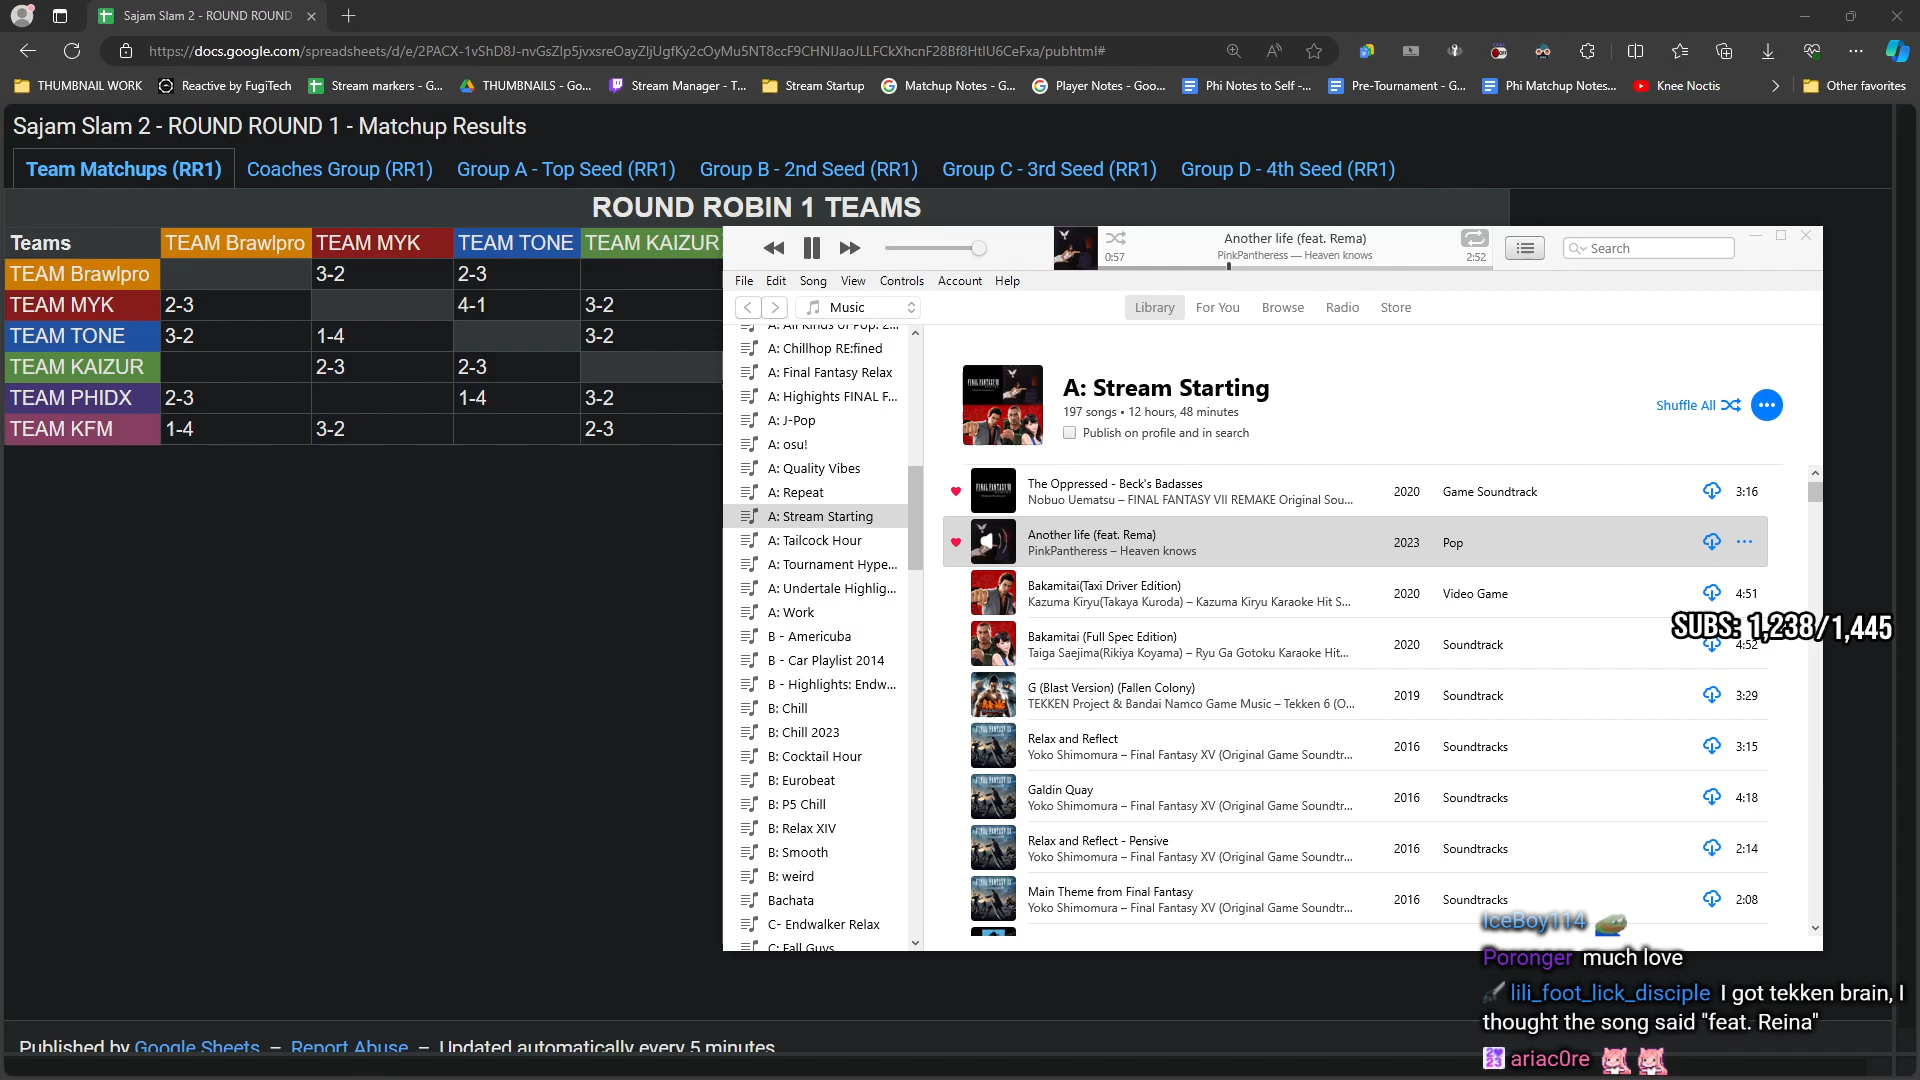 Sajam Slam 2 - ROUND ROUND
https://docs.google.com/spreadsheets/d/e/2PACX-1vShD8J-nvGsZlp5jvxsreOayZIjUgfKy2cOyMu5NT8ccF9CHNIJaoJLLFCkXhcnF28Bf8HtIU6CeFxa/pubhtml#
THUMBNAIL WORK Reactive by FugiTech Stream markers - G... THUMBNAILS - Go... Stream Manager - T... Stream Startup Matchup Notes - G... Player Notes - Goo... Phi Notes to Self -... Pre-Tournament - G... Phi Matchup Notes... Knee Noctis Other favorites
Sajam Slam 2 - ROUND ROUND 1 - Matchup Results
Team Matchups (RR1) Coaches Group (RR1) Group A - Top Seed (RR1) Group B - 2nd Seed (RR1) Group C - 3rd Seed (RR1) Group D - 4th Seed (RR1)
ROUND ROBIN 1 TEAMS
Teams TEAM Brawlpro TEAM MYK TEAM TONE TEAM KAIZUR
TEAM Brawlpro 3-2 2-3
TEAM MYK 2-3 4-1 3-2
TEAM TONE 3-2 1-4 3-2
TEAM KAIZUR 2-3 2-3
TEAM PHIDX 2-3 1-4 3-2
TEAM KFM 1-4 3-2 2-3
Another life (feat. Rema)
0:57 PinkPantheress — Heaven knows 2:52
Search
File Edit Song View Controls Account Help
Music
Library For You Browse Radio Store
A: All Kinds of Pop: 2...
A: Chillhop RE:fined
A: Final Fantasy Relax
A: Highights FINAL F...
A: J-Pop
A: osu!
A: Quality Vibes
A: Repeat
A: Stream Starting
A: Tailcock Hour
A: Tournament Hype...
A: Undertale Highlig...
A: Work
B - Americuba
B - Car Playlist 2014
B - Highlights: Endw...
B: Chill
B: Chill 2023
B: Cocktail Hour
B: Eurobeat
B: P5 Chill
B: Relax XIV
B: Smooth
B: weird
Bachata
C- Endwalker Relax
C: Fall Guys
A: Stream Starting
197 songs • 12 hours, 48 minutes
Publish on profile and in search
Shuffle All
The Oppressed - Beck's Badasses
Nobuo Uematsu – FINAL FANTASY VII REMAKE Original Sou... 2020 Game Soundtrack 3:16
Another life (feat. Rema)
PinkPantheress – Heaven knows 2023 Pop
Bakamitai(Taxi Driver Edition)
Kazuma Kiryu(Takaya Kuroda) – Kazuma Kiryu Karaoke Hit S... 2020 Video Game 4:51
Bakamitai (Full Spec Edition)
Taiga Saejima(Rikiya Koyama) – Ryu Ga Gotoku Karaoke Hit... 2020 Soundtrack 4:52
G (Blast Version) (Fallen Colony)
TEKKEN Project & Bandai Namco Game Music – Tekken 6 (O... 2019 Soundtrack 3:29
Relax and Reflect
Yoko Shimomura – Final Fantasy XV (Original Game Soundtr... 2016 Soundtracks 3:15
Galdin Quay
Yoko Shimomura – Final Fantasy XV (Original Game Soundtr... 2016 Soundtracks 4:18
Relax and Reflect - Pensive
Yoko Shimomura – Final Fantasy XV (Original Game Soundtr... 2016 Soundtracks 2:14
Main Theme from Final Fantasy
Yoko Shimomura – Final Fantasy XV (Original Game Soundtr... 2016 Soundtracks 2:08
SUBS: 1,238/1,445
IceBoy114
Poronger much love
lili_foot_lick_disciple I got tekken brain, I
thought the song said "feat. Reina"
ariac0re
Published by Google Sheets – Report Abuse – Updated automatically every 5 minutes